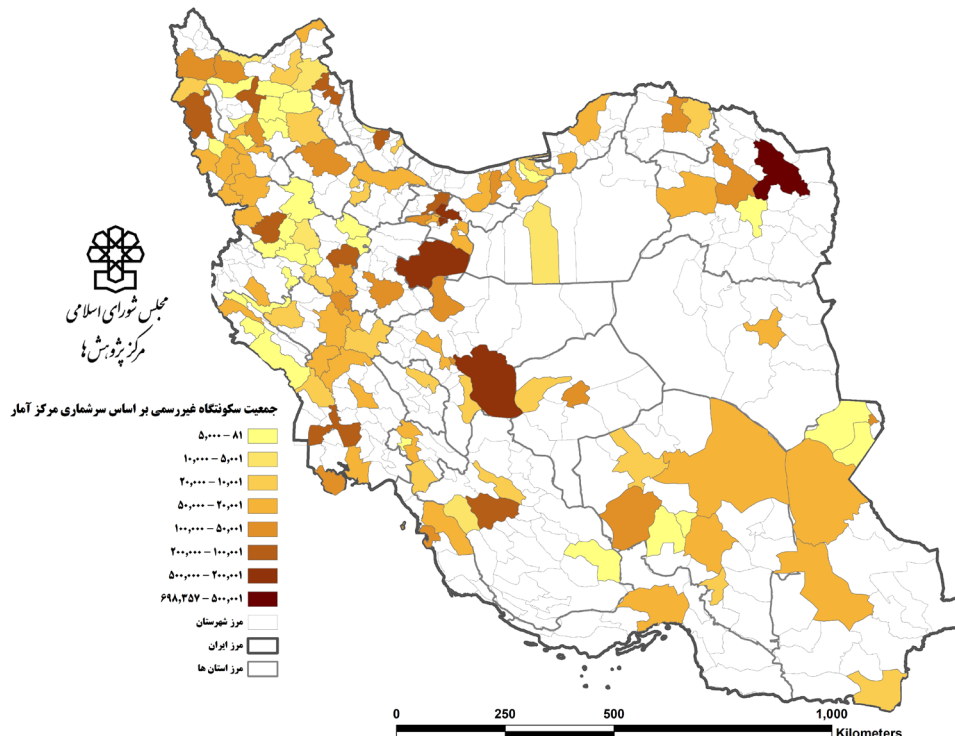 مجلس شورای اسلامی
مرکز پژوهش ها
جمعیت سکونتگاه غیررسمی بر اساس سرشماری مرکز آمار
۸۱ – ۵,۰۰۰
۵,۰۰۱ – ۱۰,۰۰۰
۱۰,۰۰۱ – ۲۰,۰۰۰
۲۰,۰۰۱ – ۵۰,۰۰۰
۵۰,۰۰۱ – ۱۰۰,۰۰۰
۱۰۰,۰۰۱ – ۲۰۰,۰۰۰
۲۰۰,۰۰۱ – ۵۰۰,۰۰۰
۵۰۰,۰۰۱ – ۶۹۸,۳۵۷
مرز شهرستان
مرز ایران
مرز استان ها
0 250 500 1,000
Kilometers